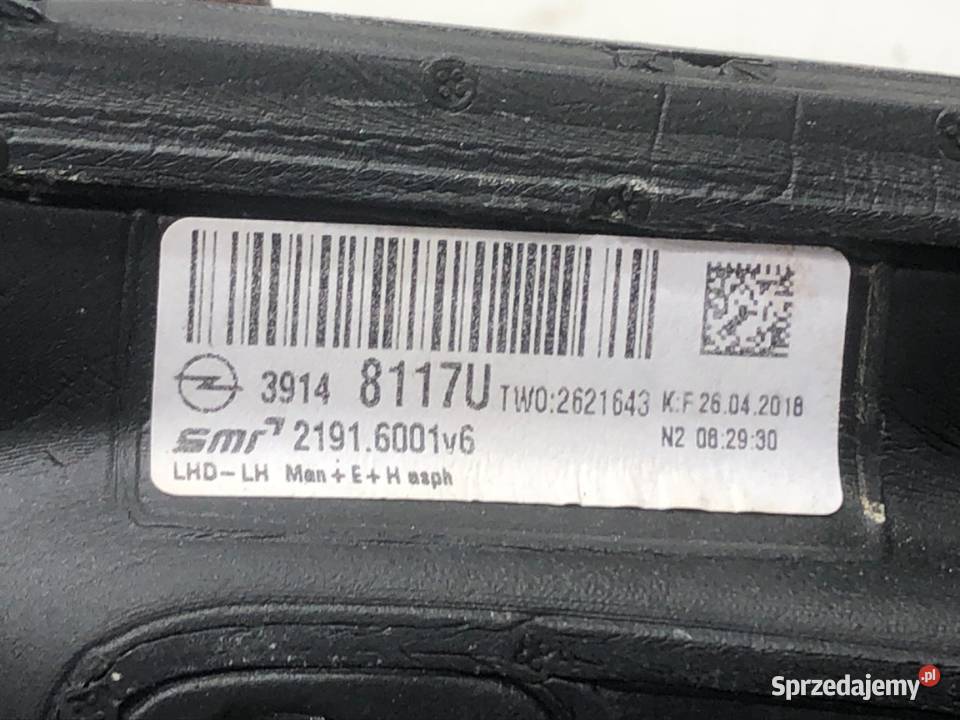 3914 8117U TWO:2621643 K:F 26.04.2018
smr 2191.6001v6 N2 08:29:30
LHD-LH Man+E+H asph
Sprzedajemy.pl